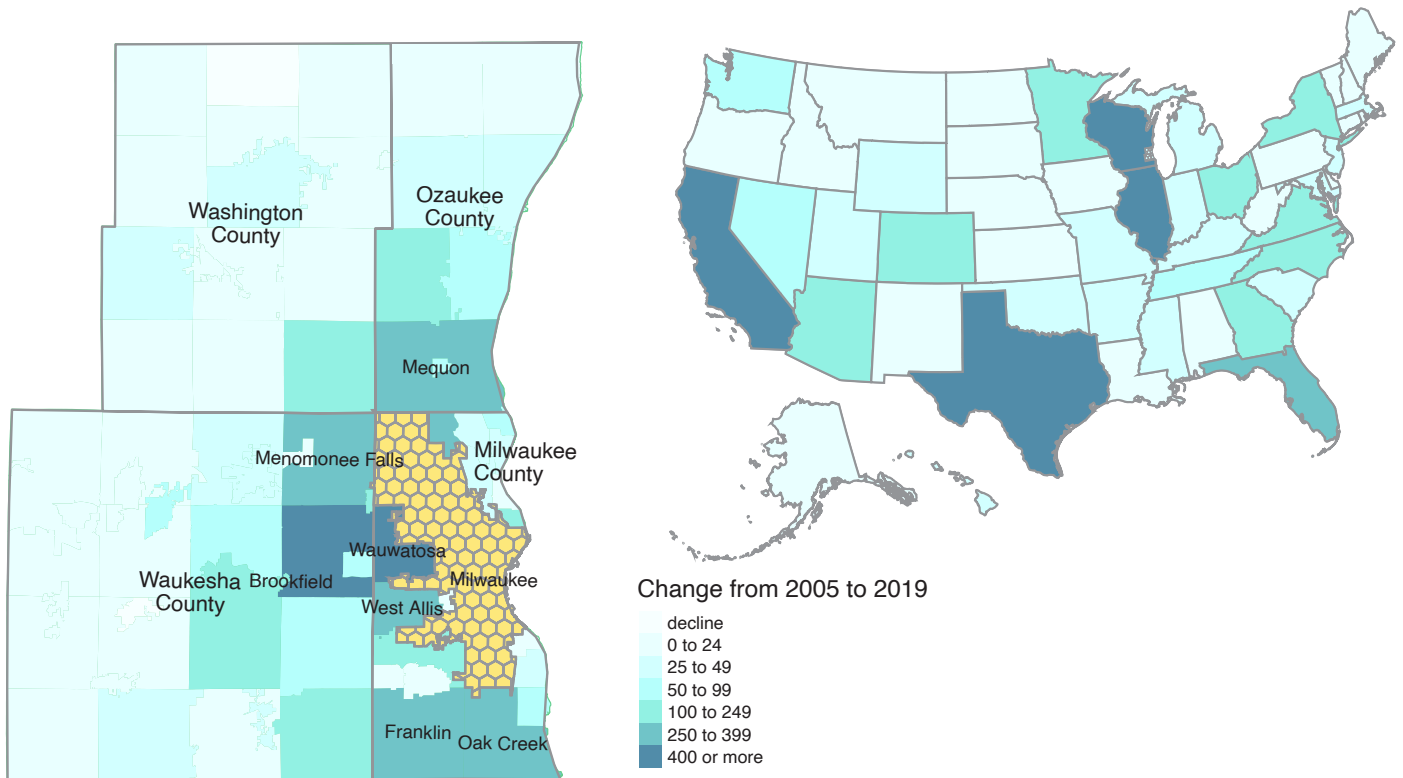 Washington
County
Ozaukee
County
Mequon
Menomonee Falls
Milwaukee
County
Wauwatosa
Waukesha
County
Brookfield
Milwaukee
West Allis
Franklin
Oak Creek
Change from 2005 to 2019
decline
0 to 24
25 to 49
50 to 99
100 to 249
250 to 399
400 or more